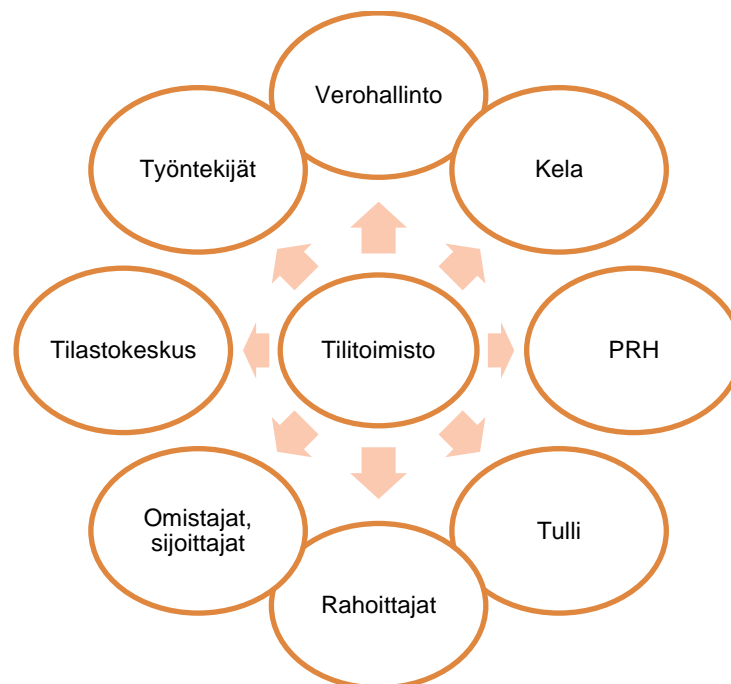 Verohallinto
Työntekijät
Kela
Tilastokeskus
Tilitoimisto
PRH
Omistajat,
sijoittajat
Tulli
Rahoittajat